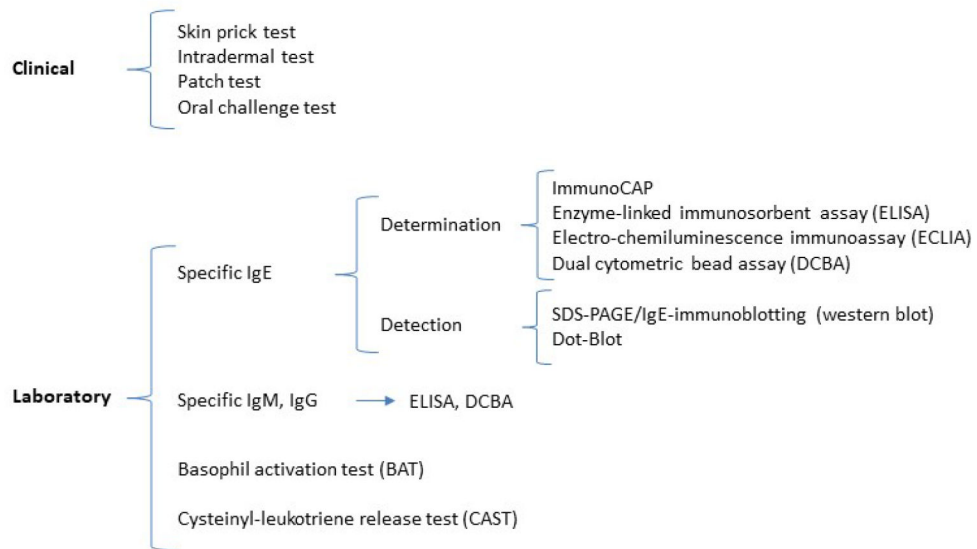 Clinical
Skin prick test
Intradermal test
Patch test
Oral challenge test
Laboratory
Specific IgE
Determination
ImmunoCAP
Enzyme-linked immunosorbent assay (ELISA)
Electro-chemiluminescence immunoassay (ECLIA)
Dual cytometric bead assay (DCBA)
Detection
SDS-PAGE/IgE-immunoblotting (western blot)
Dot-Blot
Specific IgM, IgG
ELISA, DCBA
Basophil activation test (BAT)
Cysteinyl-leukotriene release test (CAST)